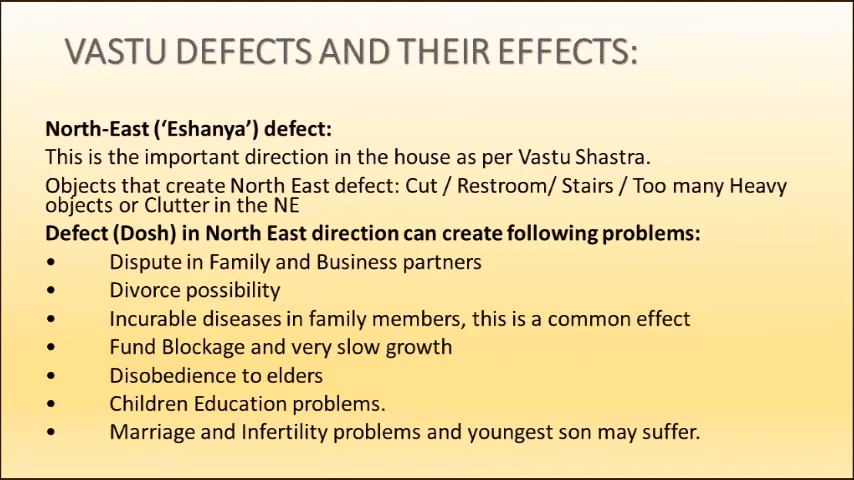 VASTU DEFECTS AND THEIR EFFECTS:
North-East (‘Eshanya’) defect:
This is the important direction in the house as per Vastu Shastra.
Objects that create North East defect: Cut / Restroom/ Stairs / Too many Heavy
objects or Clutter in the NE
Defect (Dosh) in North East direction can create following problems:
• Dispute in Family and Business partners
• Divorce possibility
• Incurable diseases in family members, this is a common effect
• Fund Blockage and very slow growth
• Disobedience to elders
• Children Education problems.
• Marriage and Infertility problems and youngest son may suffer.